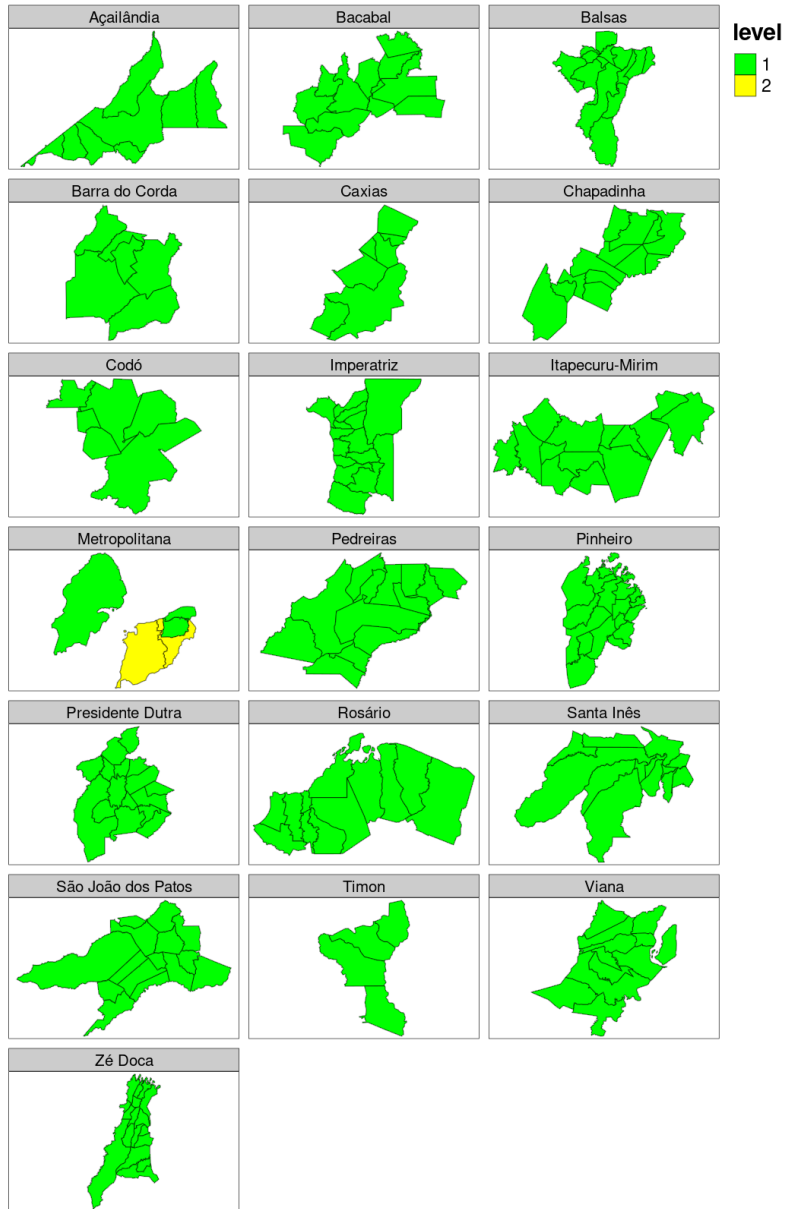 Açailândia
Bacabal
Balsas
level
1
2
Barra do Corda
Caxias
Chapadinha
Codó
Imperatriz
Itapecuru-Mirim
Metropolitana
Pedreiras
Pinheiro
Presidente Dutra
Rosário
Santa Inês
São João dos Patos
Timon
Viana
Zé Doca